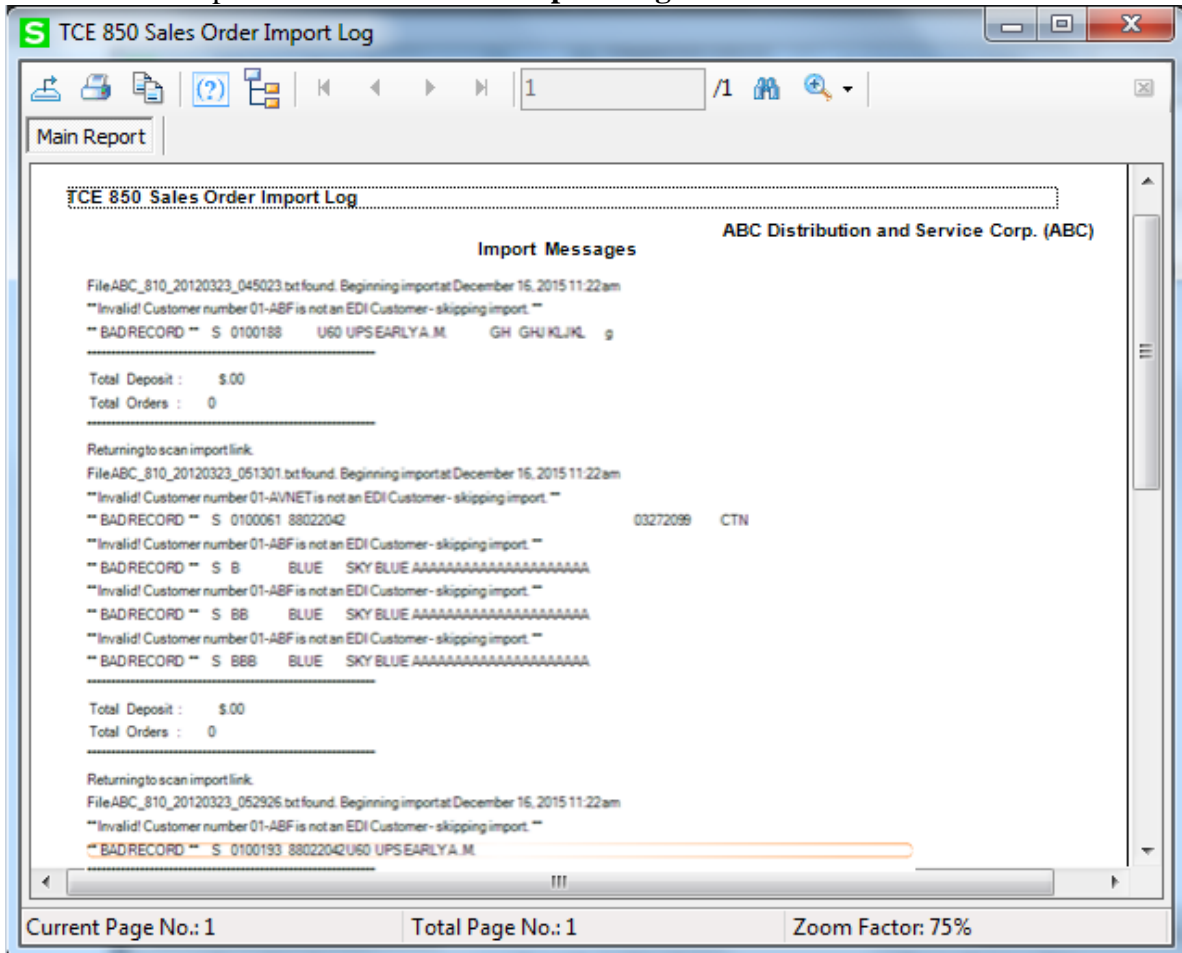 TCE 850 Sales Order Import Log
1 /1
Main Report
TCE 850 Sales Order Import Log
ABC Distribution and Service Corp. (ABC)
Import Messages
File ABC_810_20120323_045023.txt found. Beginning import at December 16, 2015 11:22am
**Invalid! Customer number 01-ABF is not an EDI Customer - skipping import. **
** BAD RECORD ** S 0100188 U60 UPS EARLY A.M. GH GHJ KLJKL g
Total Deposit : $.00
Total Orders : 0
Returning to scan import link.
File ABC_810_20120323_051301.txt found. Beginning import at December 16, 2015 11:22am
**Invalid! Customer number 01-AVNET is not an EDI Customer - skipping import. **
** BAD RECORD ** S 0100061 88022042 03272099 CTN
**Invalid! Customer number 01-ABF is not an EDI Customer - skipping import. **
** BAD RECORD ** S B BLUE SKY BLUE AAAAAAAAAAAAAAAAAAAAAA
**Invalid! Customer number 01-ABF is not an EDI Customer - skipping import. **
** BAD RECORD ** S BB BLUE SKY BLUE AAAAAAAAAAAAAAAAAAAAAA
**Invalid! Customer number 01-ABF is not an EDI Customer - skipping import. **
** BAD RECORD ** S BBB BLUE SKY BLUE AAAAAAAAAAAAAAAAAAAAAA
Total Deposit : $.00
Total Orders : 0
Returning to scan import link.
File ABC_810_20120323_052926.txt found. Beginning import at December 16, 2015 11:22am
**Invalid! Customer number 01-ABF is not an EDI Customer - skipping import. **
** BAD RECORD ** S 0100193 88022042U60 UPS EARLY A.M.
Current Page No.: 1 Total Page No.: 1 Zoom Factor: 75%